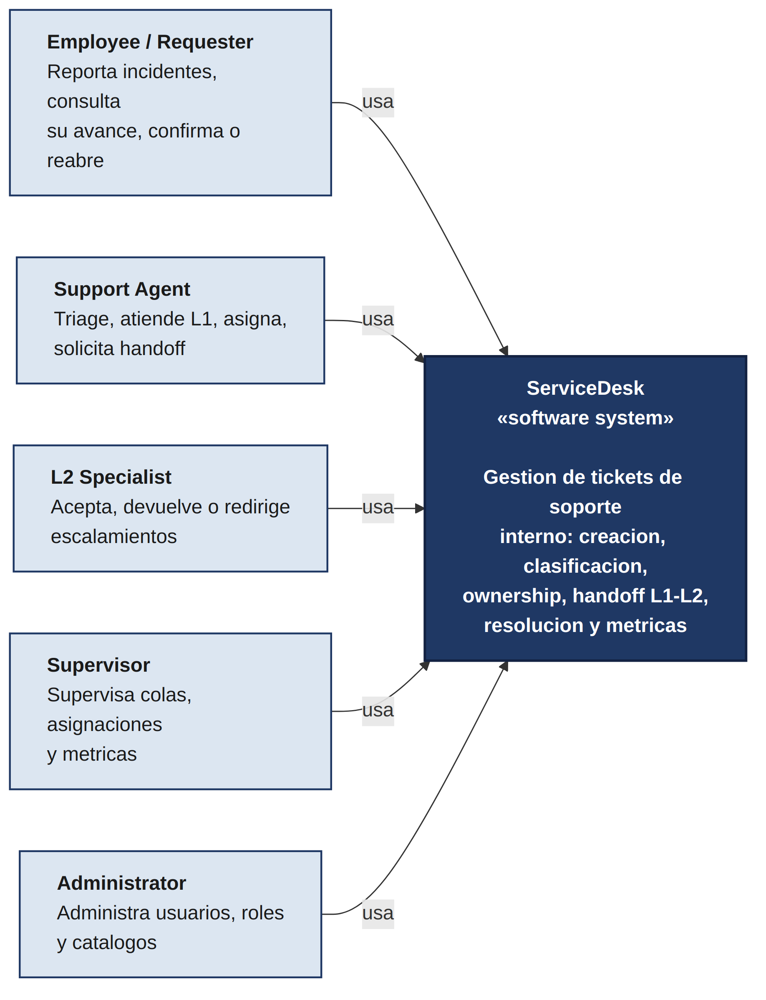 Employee / Requester
Reporta incidentes,
consulta
su avance, confirma o
reabre
usa
Support Agent
Triage, atiende L1, asigna,
solicita handoff
usa
L2 Specialist
Acepta, devuelve o redirige
escalamientos
usa
Supervisor
Supervisa colas,
asignaciones
y metricas
usa
Administrator
Administra usuarios, roles
y catalogos
usa
ServiceDesk
«software system»
Gestion de tickets de
soporte
interno: creacion,
clasificacion,
ownership, handoff L1-L2,
resolucion y metricas